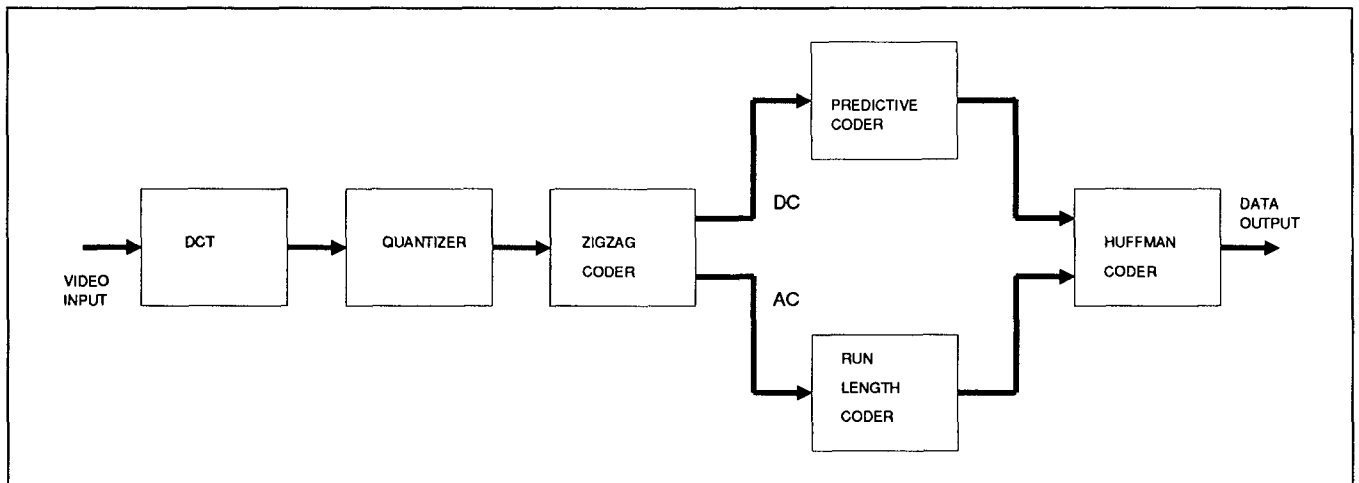 PREDICTIVE
CODER
DC
DATA
OUTPUT
DCT
QUANTIZER
ZIGZAG
CODER
HUFFMAN
CODER
VIDEO
INPUT
AC
RUN
LENGTH
CODER